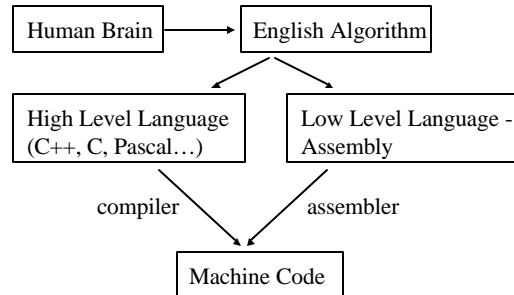 Human Brain
English Algorithm
High Level Language
(C++, C, Pascal…)
Low Level Language -
Assembly
compiler
assembler
Machine Code